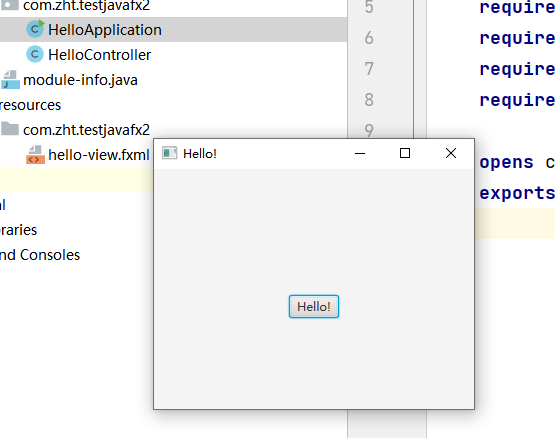 com.zht.testjavafx2
HelloApplication
HelloController
module-info.java
resources
com.zht.testjavafx2
hello-view.fxml
raries
nd Consoles
5 require
6 require
7 require
8 require
9
opens c
exports
Hello!
Hello!